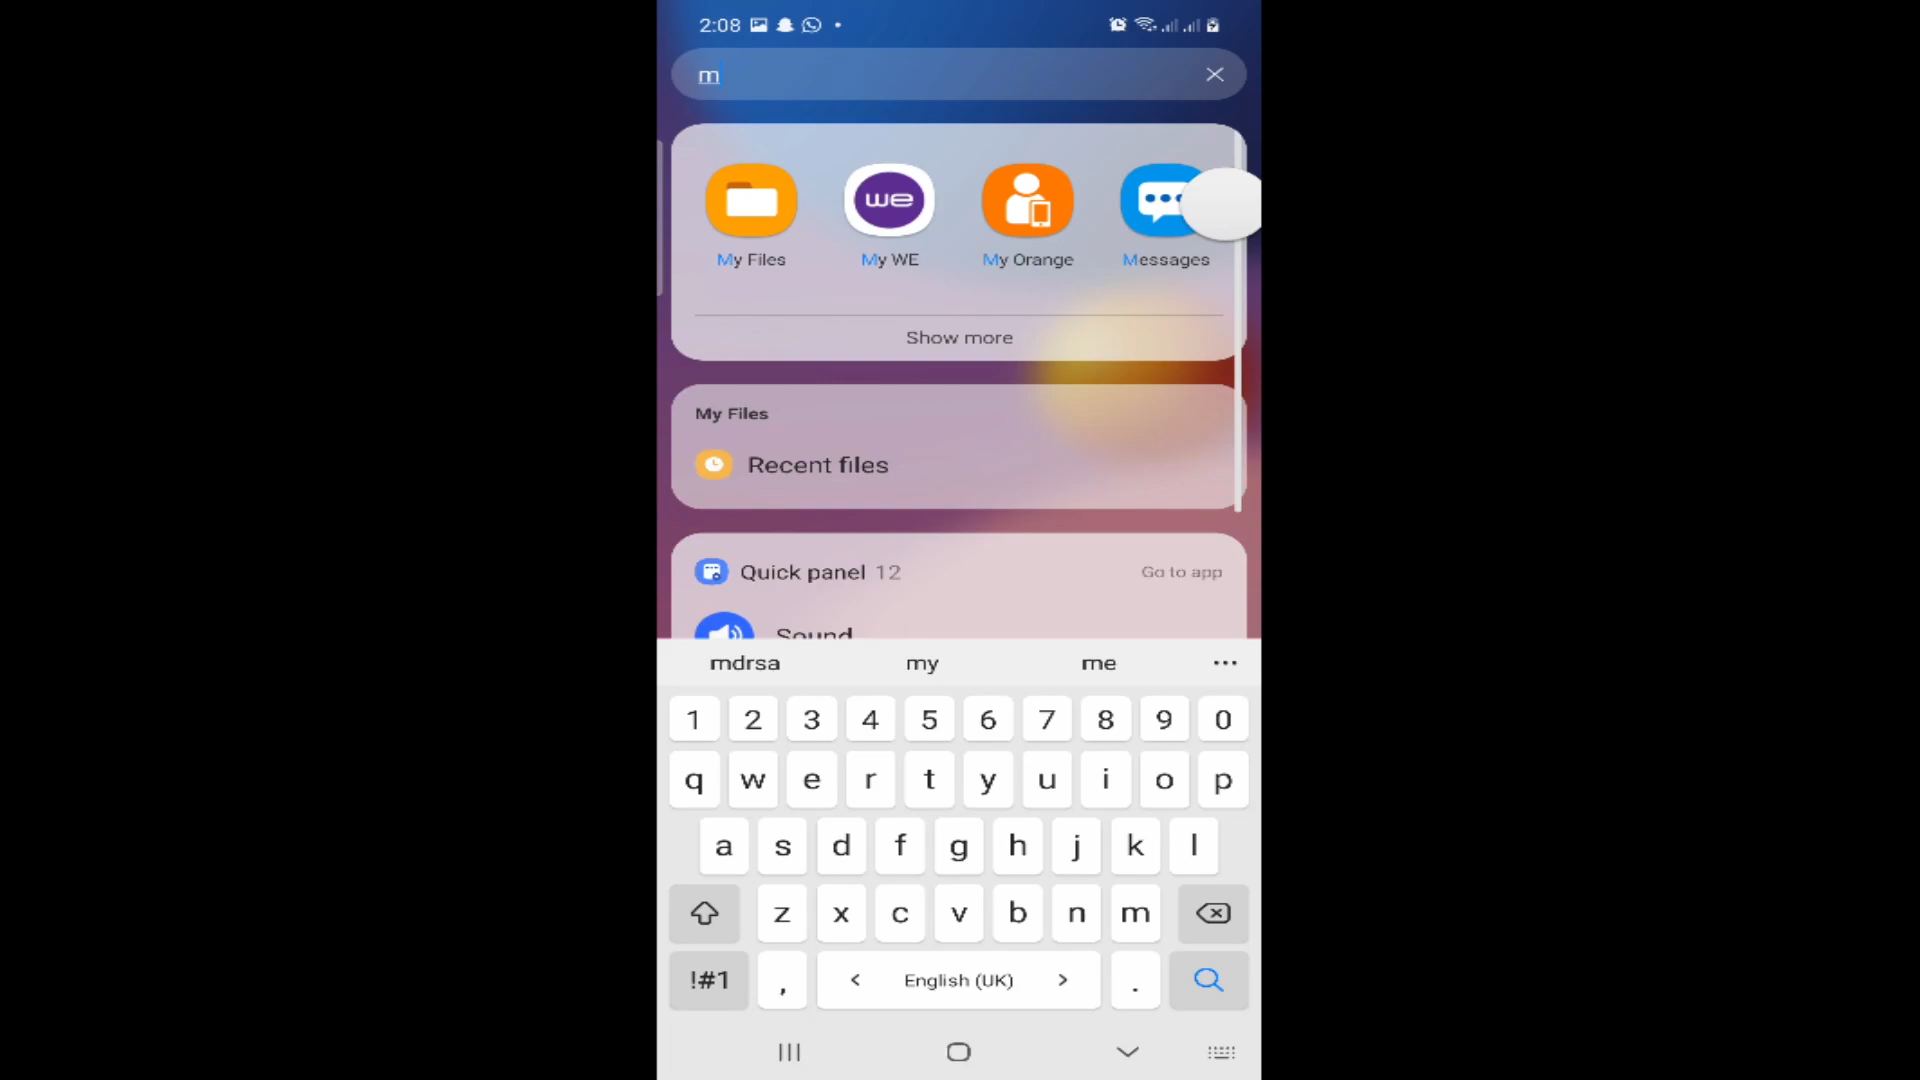 2:08
m
we
My Files My WE My Orange Messages
Show more
My Files
Recent files
Quick panel 12 Go to app
Sound
mdrsa my me
1 2 3 4 5 6 7 8 9 0
q w e r t y u i o p
a s d f g h j k l
z x c v b n m
!#1 , < English (UK) > .